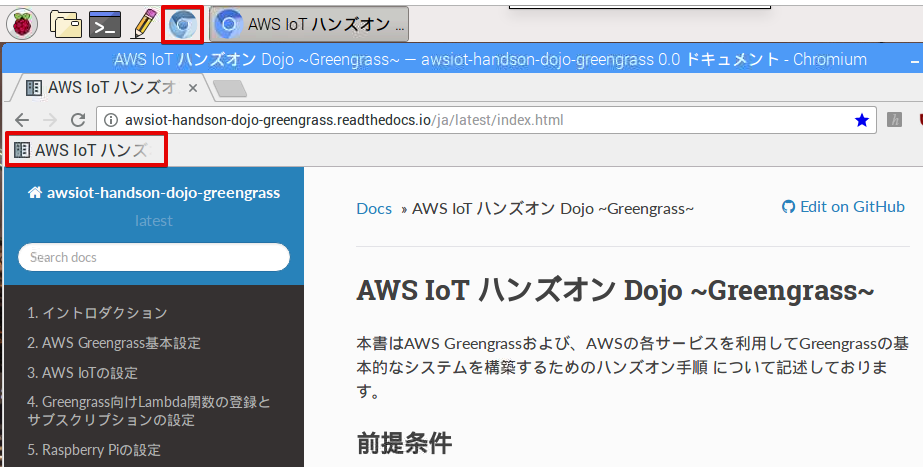 AWS IoT ハンズオン ...
AWS IoT ハンズオン Dojo ~Greengrass~ — awsiot-handson-dojo-greengrass 0.0 ドキュメント - Chromium
AWS IoT ハンズオ
awsiot-handson-dojo-greengrass.readthedocs.io/ja/latest/index.html
AWS IoT ハンズ
awsiot-handson-dojo-greengrass
latest
Search docs
1. イントロダクション
2. AWS Greengrass基本設定
3. AWS IoTの設定
4. Greengrass向けLambda関数の登録と
サブスクリプションの設定
5. Raspberry Piの設定
Docs » AWS IoT ハンズオン Dojo ~Greengrass~
Edit on GitHub
AWS IoT ハンズオン Dojo ~Greengrass~
本書はAWS Greengrassおよび、AWSの各サービスを利用してGreengrassの基
本的なシステムを構築するためのハンズオン手順 について記述しておりま
す。
前提条件